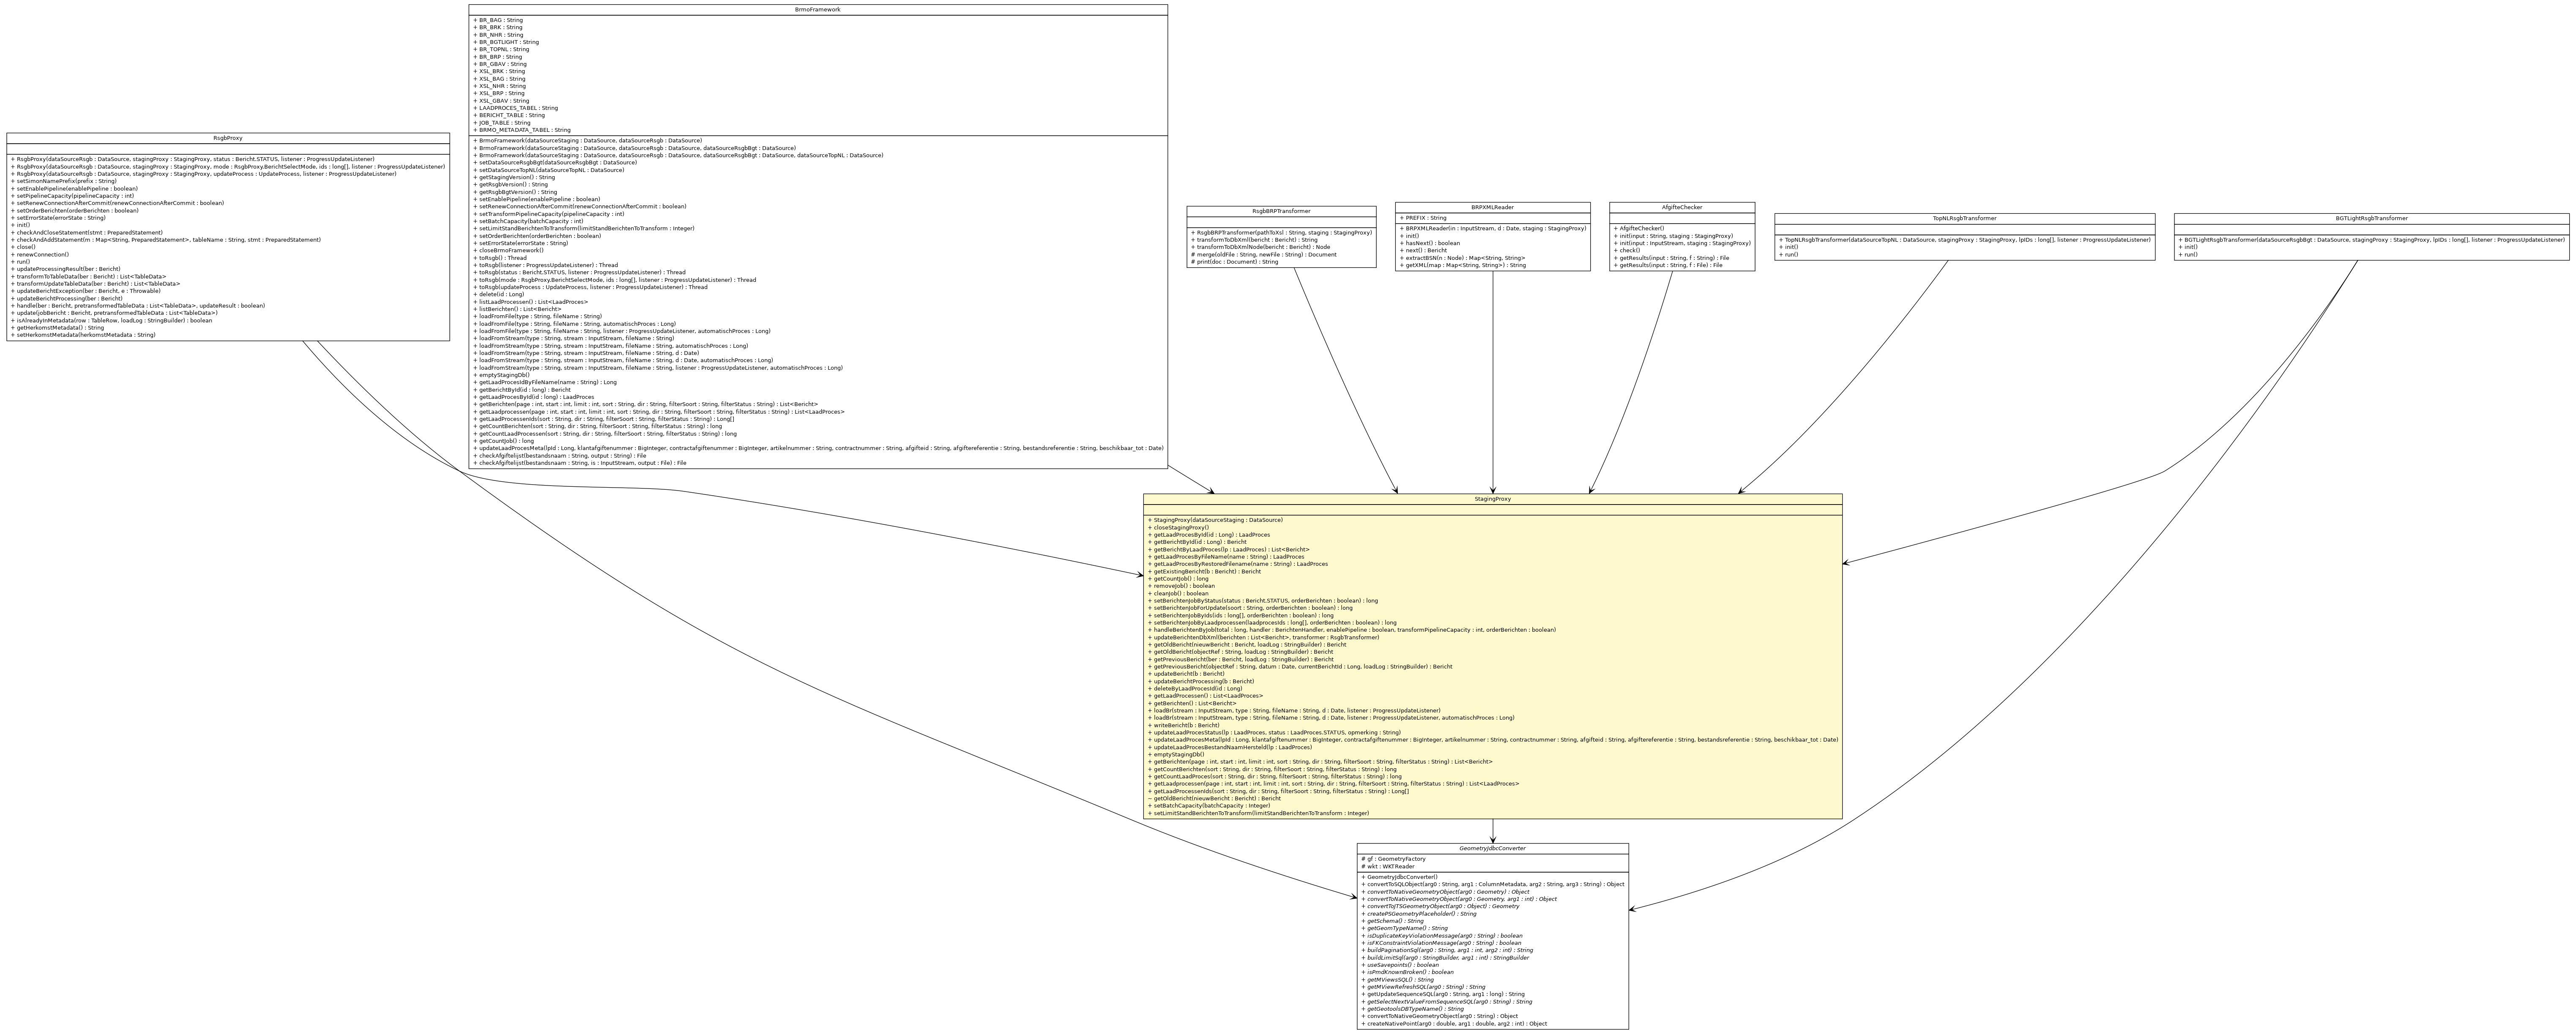 BrmoFramework
+ BR_BAG : String
+ BR_BRK : String
+ BR_NHR : String
+ BR_BGTLIGHT : String
+ BR_TOPNL : String
+ BR_BRP : String
+ BR_GBAV : String
+ XSL_BRK : String
+ XSL_BAG : String
+ XSL_NHR : String
+ XSL_BRP : String
+ XSL_GBAV : String
+ LAADPROCES_TABEL : String
+ BERICHT_TABLE : String
+ JOB_TABLE : String
+ BRMO_METADATA_TABEL : String
+ BrmoFramework(dataSourceStaging : DataSource, dataSourceRsgb : DataSource)
+ BrmoFramework(dataSourceStaging : DataSource, dataSourceRsgb : DataSource, dataSourceRsgbBgt : DataSource)
+ BrmoFramework(dataSourceStaging : DataSource, dataSourceRsgb : DataSource, dataSourceRsgbBgt : DataSource, dataSourceTopNL : DataSource)
+ setDataSourceRsgbBgt(dataSourceRsgbBgt : DataSource)
+ setDataSourceTopNL(dataSourceTopNL : DataSource)
+ getStagingVersion() : String
+ getRsgbVersion() : String
+ getRsgbBgtVersion() : String
+ setEnablePipeline(enablePipeline : boolean)
+ setRenewConnectionAfterCommit(renewConnectionAfterCommit : boolean)
+ setTransformPipelineCapacity(pipelineCapacity : int)
+ setBatchCapacity(batchCapacity : int)
+ setLimitStandBerichtenToTransform(limitStandBerichtenToTransform : Integer)
+ setOrderBerichten(orderBerichten : boolean)
+ setErrorState(errorState : String)
+ closeBrmoFramework()
+ toRsgb() : Thread
+ toRsgb(listener : ProgressUpdateListener) : Thread
+ toRsgb(status : Bericht.STATUS, listener : ProgressUpdateListener) : Thread
+ toRsgb(mode : RsgbProxy.BerichtSelectMode, ids : long[], listener : ProgressUpdateListener) : Thread
+ toRsgb(updateProcess : UpdateProcess, listener : ProgressUpdateListener) : Thread
+ delete(id : Long)
+ listLaadProcessen() : List<LaadProces>
+ listBerichten() : List<Bericht>
+ loadFromFile(type : String, fileName : String)
+ loadFromFile(type : String, fileName : String, automatischProces : Long)
+ loadFromFile(type : String, fileName : String, listener : ProgressUpdateListener, automatischProces : Long)
+ loadFromStream(type : String, stream : InputStream, fileName : String)
+ loadFromStream(type : String, stream : InputStream, fileName : String, automatischProces : Long)
+ loadFromStream(type : String, stream : InputStream, fileName : String, d : Date)
+ loadFromStream(type : String, stream : InputStream, fileName : String, d : Date, automatischProces : Long)
+ loadFromStream(type : String, stream : InputStream, fileName : String, listener : ProgressUpdateListener, automatischProces : Long)
+ emptyStagingDb()
+ getLaadProcesIdByFileName(name : String) : Long
+ getBerichtById(id : long) : Bericht
+ getLaadProcesById(id : long) : LaadProces
+ getBerichten(page : int, start : int, limit : int, sort : String, dir : String, filterSoort : String, filterStatus : String) : List<Bericht>
+ getLaadprocessen(page : int, start : int, limit : int, sort : String, dir : String, filterSoort : String, filterStatus : String) : List<LaadProces>
+ getLaadProcessenIds(sort : String, dir : String, filterSoort : String, filterStatus : String) : Long[]
+ getCountBerichten(sort : String, dir : String, filterSoort : String, filterStatus : String) : long
+ getCountLaadProcessen(sort : String, dir : String, filterSoort : String, filterStatus : String) : long
+ getCountJob() : long
+ updateLaadProcesMeta(lpId : Long, klantafgiftenummer : BigInteger, contractafgiftenummer : BigInteger, artikelnummer : String, contractnummer : String, afgifteid : String, afgiftereferentie : String, bestandsreferentie : String, beschikbaar_tot : Date)
+ checkAfgiftelijst(bestandsnaam : String, output : String) : File
+ checkAfgiftelijst(bestandsnaam : String, is : InputStream, output : File) : File
RsgbProxy
+ RsgbProxy(dataSourceRsgb : DataSource, stagingProxy : StagingProxy, status : Bericht.STATUS, listener : ProgressUpdateListener)
+ RsgbProxy(dataSourceRsgb : DataSource, stagingProxy : StagingProxy, mode : RsgbProxy.BerichtSelectMode, ids : long[], listener : ProgressUpdateListener)
+ RsgbProxy(dataSourceRsgb : DataSource, stagingProxy : StagingProxy, updateProcess : UpdateProcess, listener : ProgressUpdateListener)
+ setSimonNamePrefix(prefix : String)
+ setEnablePipeline(enablePipeline : boolean)
+ setPipelineCapacity(pipelineCapacity : int)
+ setRenewConnectionAfterCommit(renewConnectionAfterCommit : boolean)
+ setOrderBerichten(orderBerichten : boolean)
+ setErrorState(errorState : String)
+ init()
+ checkAndCloseStatement(stmt : PreparedStatement)
+ checkAndAddStatement(m : Map<String, PreparedStatement>, tableName : String, stmt : PreparedStatement)
+ close()
+ renewConnection()
+ run()
+ updateProcessingResult(ber : Bericht)
+ transformToTableData(ber : Bericht) : List<TableData>
+ transformUpdateTableData(ber : Bericht) : List<TableData>
+ updateBerichtException(ber : Bericht, e : Throwable)
+ updateBerichtProcessing(ber : Bericht)
+ handle(ber : Bericht, pretransformedTableData : List<TableData>, updateResult : boolean)
+ update(jobBericht : Bericht, pretransformedTableData : List<TableData>)
+ isAlreadyInMetadata(row : TableRow, loadLog : StringBuilder) : boolean
+ getHerkomstMetadata() : String
+ setHerkomstMetadata(herkomstMetadata : String)
RsgbBRPTransformer
+ RsgbBRPTransformer(pathToXsl : String, staging : StagingProxy)
+ transformToDbXml(bericht : Bericht) : String
+ transformToDbXmlNode(bericht : Bericht) : Node
# merge(oldFile : String, newFile : String) : Document
# print(doc : Document) : String
BRPXMLReader
+ PREFIX : String
+ BRPXMLReader(in : InputStream, d : Date, staging : StagingProxy)
+ init()
+ hasNext() : boolean
+ next() : Bericht
+ extractBSN(n : Node) : Map<String, String>
+ getXML(map : Map<String, String>) : String
AfgifteChecker
+ AfgifteChecker()
+ init(input : String, staging : StagingProxy)
+ init(input : InputStream, staging : StagingProxy)
+ check()
+ getResults(input : String, f : String) : File
+ getResults(input : String, f : File) : File
TopNLRsgbTransformer
+ TopNLRsgbTransformer(dataSourceTopNL : DataSource, stagingProxy : StagingProxy, lpIDs : long[], listener : ProgressUpdateListener)
+ init()
+ run()
BGTLightRsgbTransformer
+ BGTLightRsgbTransformer(dataSourceRsgbBgt : DataSource, stagingProxy : StagingProxy, lpIDs : long[], listener : ProgressUpdateListener)
+ init()
+ run()
StagingProxy
+ StagingProxy(dataSourceStaging : DataSource)
+ closeStagingProxy()
+ getLaadProcesById(id : Long) : LaadProces
+ getBerichtById(id : Long) : Bericht
+ getBerichtByLaadProces(lp : LaadProces) : List<Bericht>
+ getLaadProcesByFileName(name : String) : LaadProces
+ getLaadProcesByRestoredFilename(name : String) : LaadProces
+ getExistingBericht(b : Bericht) : Bericht
+ getCountJob() : long
+ removeJob() : boolean
+ cleanJob() : boolean
+ setBerichtenJobByStatus(status : Bericht.STATUS, orderBerichten : boolean) : long
+ setBerichtenJobForUpdate(soort : String, orderBerichten : boolean) : long
+ setBerichtenJobByIds(ids : long[], orderBerichten : boolean) : long
+ setBerichtenJobByLaadprocessen(laadprocesIds : long[], orderBerichten : boolean) : long
+ handleBerichtenByJob(total : long, handler : BerichtenHandler, enablePipeline : boolean, transformPipelineCapacity : int, orderBerichten : boolean)
+ updateBerichtenDbXml(berichten : List<Bericht>, transformer : RsgbTransformer)
+ getOldBericht(nieuwBericht : Bericht, loadLog : StringBuilder) : Bericht
+ getOldBericht(objectRef : String, loadLog : StringBuilder) : Bericht
+ getPreviousBericht(ber : Bericht, loadLog : StringBuilder) : Bericht
+ getPreviousBericht(objectRef : String, datum : Date, currentBerichtId : Long, loadLog : StringBuilder) : Bericht
+ updateBericht(b : Bericht)
+ updateBerichtProcessing(b : Bericht)
+ deleteByLaadProcesId(id : Long)
+ getLaadProcessen() : List<LaadProces>
+ getBerichten() : List<Bericht>
+ loadBr(stream : InputStream, type : String, fileName : String, d : Date, listener : ProgressUpdateListener)
+ loadBr(stream : InputStream, type : String, fileName : String, d : Date, listener : ProgressUpdateListener, automatischProces : Long)
+ writeBericht(b : Bericht)
+ updateLaadProcesStatus(lp : LaadProces, status : LaadProces.STATUS, opmerking : String)
+ updateLaadProcesMeta(lpId : Long, klantafgiftenummer : BigInteger, contractafgiftenummer : BigInteger, artikelnummer : String, contractnummer : String, afgifteid : String, afgiftereferentie : String, bestandsreferentie : String, beschikbaar_tot : Date)
+ updateLaadProcesBestandNaamHersteld(lp : LaadProces)
+ emptyStagingDb()
+ getBerichten(page : int, start : int, limit : int, sort : String, dir : String, filterSoort : String, filterStatus : String) : List<Bericht>
+ getCountBerichten(sort : String, dir : String, filterSoort : String, filterStatus : String) : long
+ getCountLaadProces(sort : String, dir : String, filterSoort : String, filterStatus : String) : long
+ getLaadprocessen(page : int, start : int, limit : int, sort : String, dir : String, filterSoort : String, filterStatus : String) : List<LaadProces>
+ getLaadProcessenIds(sort : String, dir : String, filterSoort : String, filterStatus : String) : Long[]
~ getOldBericht(nieuwBericht : Bericht) : Bericht
+ setBatchCapacity(batchCapacity : Integer)
+ setLimitStandBerichtenToTransform(limitStandBerichtenToTransform : Integer)
GeometryJdbcConverter
# gf : GeometryFactory
# wkt : WKTReader
+ GeometryJdbcConverter()
+ convertToSQLObject(arg0 : String, arg1 : ColumnMetadata, arg2 : String, arg3 : String) : Object
+ convertToNativeGeometryObject(arg0 : Geometry) : Object
+ convertToNativeGeometryObject(arg0 : Geometry, arg1 : int) : Object
+ convertToJTSGeometryObject(arg0 : Object) : Geometry
+ createPSGeometryPlaceholder() : String
+ getSchema() : String
+ getGeomTypeName() : String
+ isDuplicateKeyViolationMessage(arg0 : String) : boolean
+ isFKConstraintViolationMessage(arg0 : String) : boolean
+ buildPaginationSql(arg0 : String, arg1 : int, arg2 : int) : String
+ buildLimitSql(arg0 : StringBuilder, arg1 : int) : StringBuilder
+ useSavepoints() : boolean
+ isPmdKnownBroken() : boolean
+ getMViewsSQL() : String
+ getMViewRefreshSQL(arg0 : String) : String
+ getUpdateSequenceSQL(arg0 : String, arg1 : long) : String
+ getSelectNextValueFromSequenceSQL(arg0 : String) : String
+ getGeotoolsDBTypeName() : String
+ convertToNativeGeometryObject(arg0 : String) : Object
+ createNativePoint(arg0 : double, arg1 : double, arg2 : int) : Object